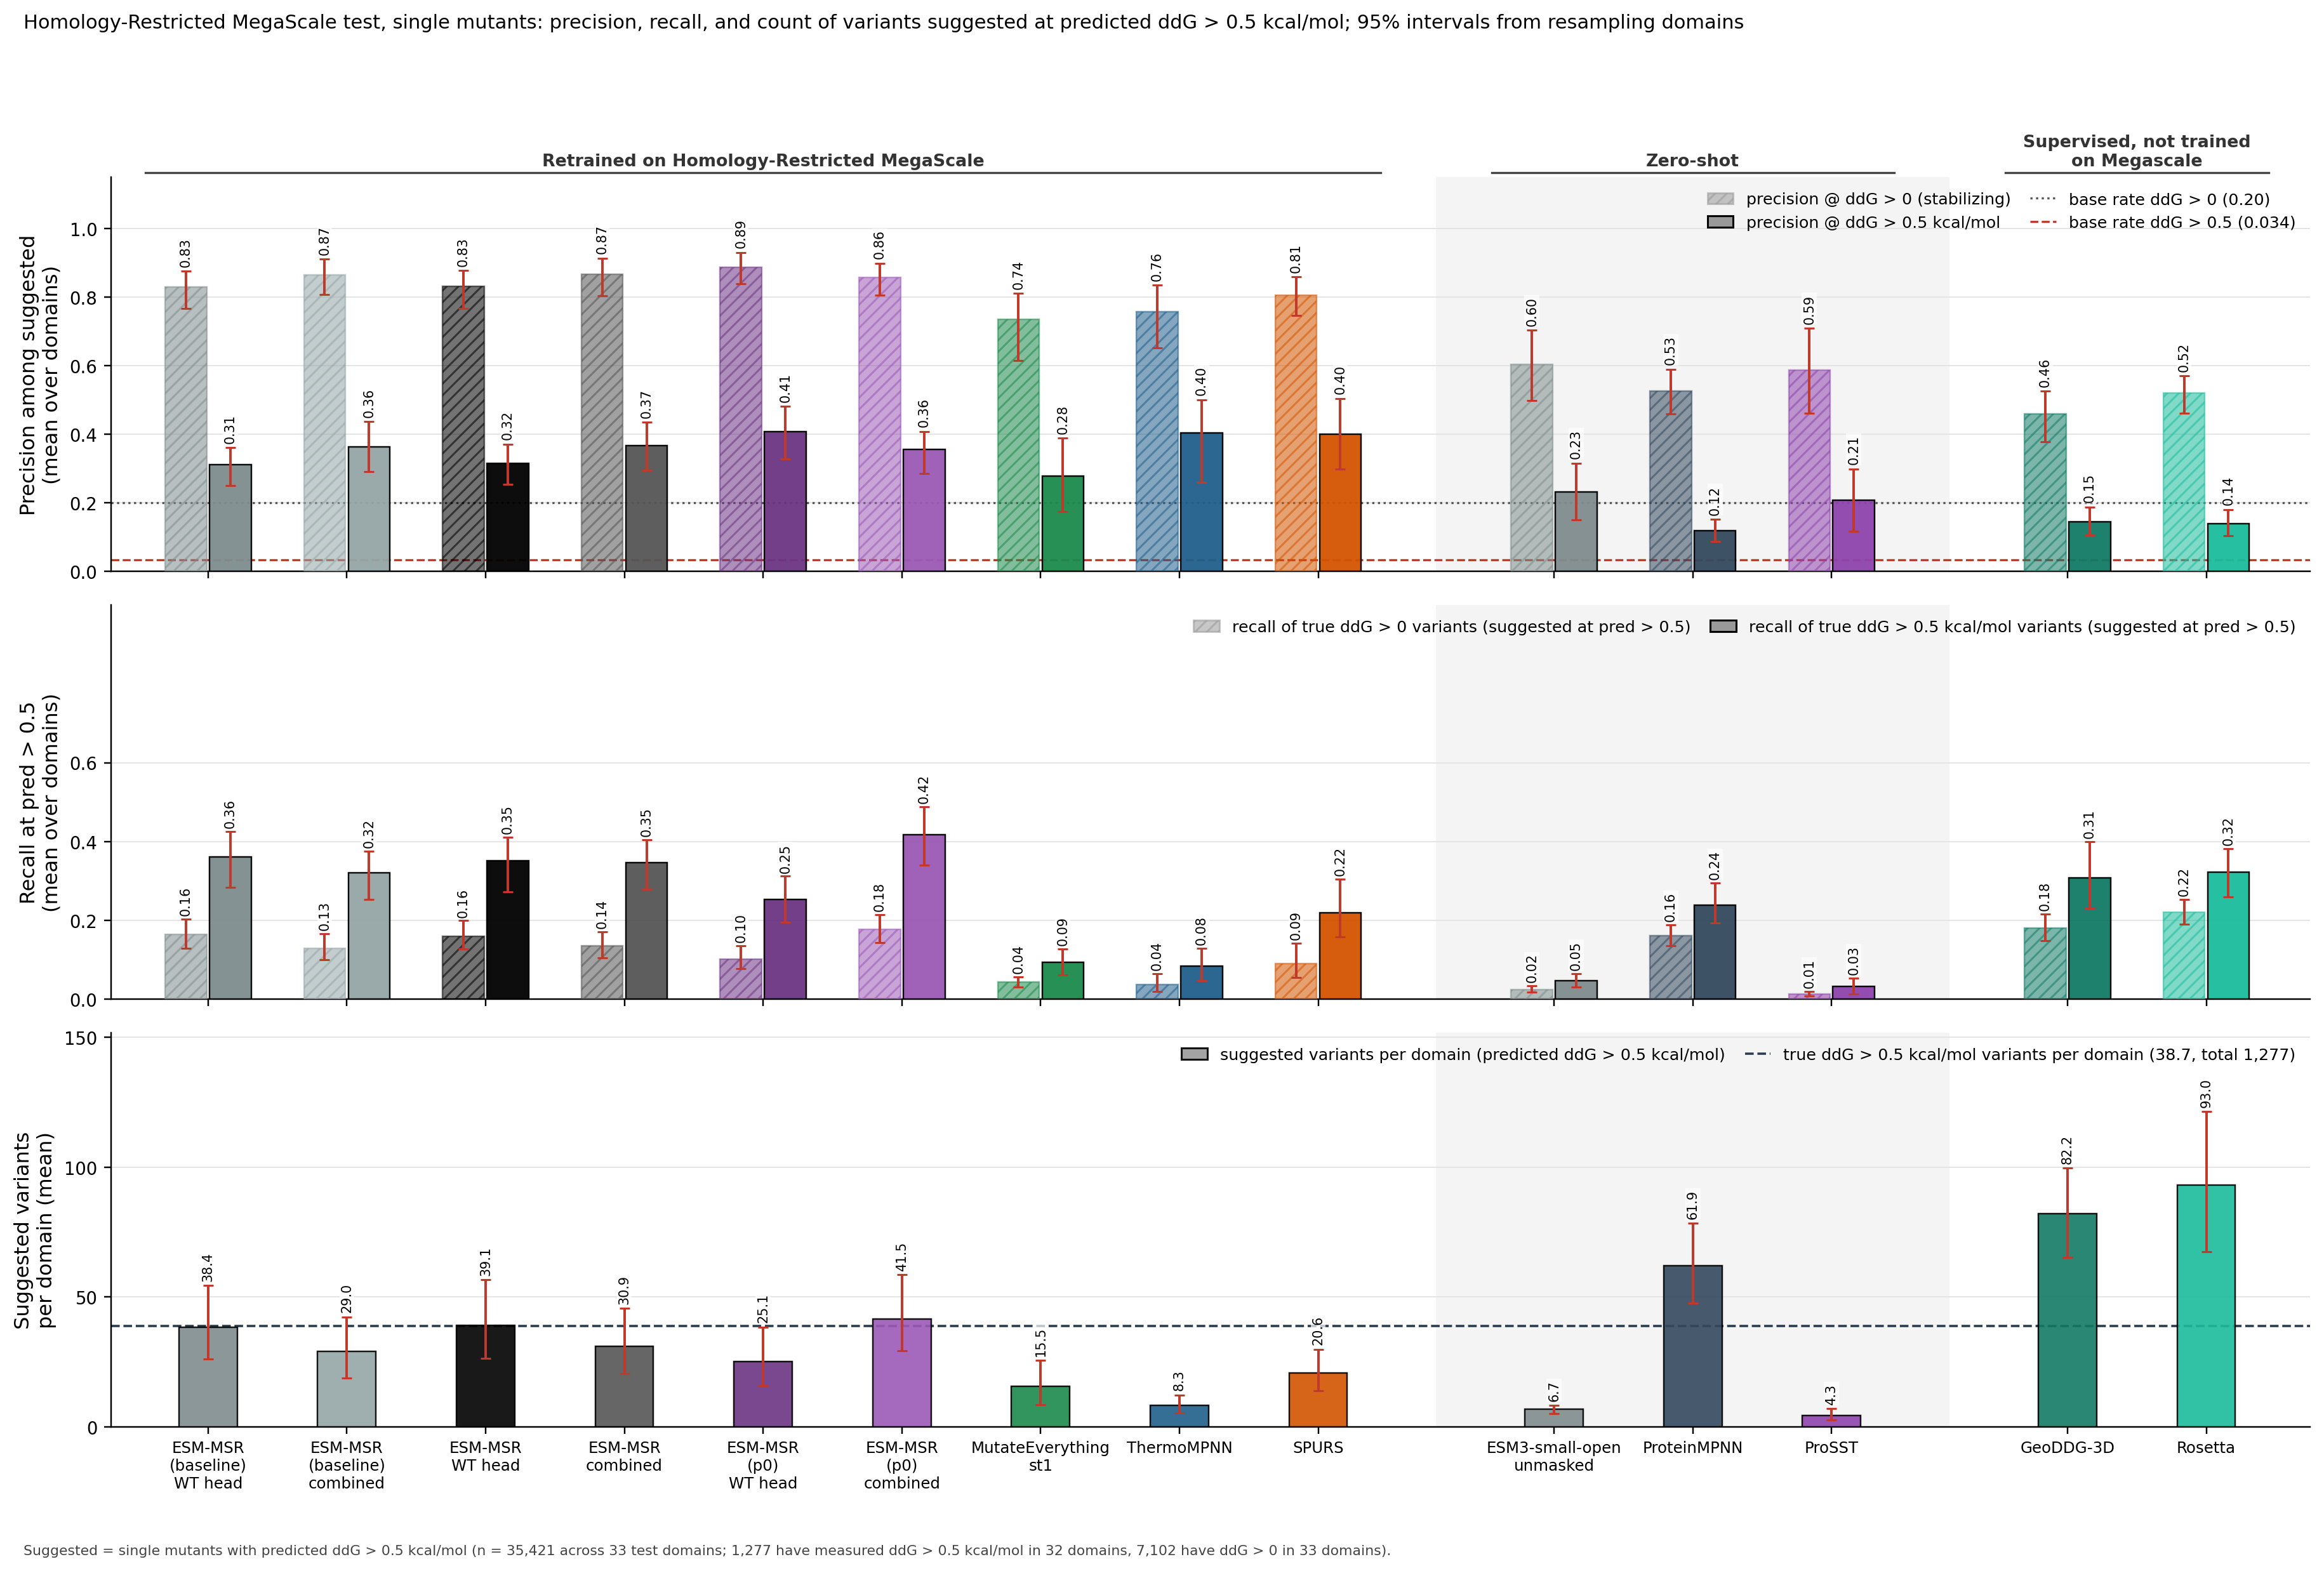 Homology-Restricted MegaScale test, single mutants: precision, recall, and count of variants suggested at predicted ddG > 0.5 kcal/mol; 95% intervals from resampling domains
Retrained on Homology-Restricted MegaScale
Zero-shot
Supervised, not trained
on Megascale
precision @ ddG > 0 (stabilizing)
precision @ ddG > 0.5 kcal/mol
base rate ddG > 0 (0.20)
base rate ddG > 0.5 (0.034)
Precision among suggested
(mean over domains)
1.0
0.8
0.6
0.4
0.2
0.0
0.83
0.31
0.87
0.36
0.83
0.32
0.87
0.37
0.89
0.41
0.86
0.36
0.74
0.28
0.76
0.40
0.81
0.40
0.60
0.23
0.53
0.12
0.59
0.21
0.46
0.15
0.52
0.14
recall of true ddG > 0 variants (suggested at pred > 0.5)
recall of true ddG > 0.5 kcal/mol variants (suggested at pred > 0.5)
Recall at pred > 0.5
(mean over domains)
0.6
0.4
0.2
0.0
0.16
0.36
0.13
0.32
0.16
0.35
0.14
0.35
0.10
0.25
0.18
0.42
0.04
0.09
0.04
0.08
0.09
0.22
0.02
0.05
0.16
0.24
0.01
0.03
0.18
0.31
0.22
0.32
suggested variants per domain (predicted ddG > 0.5 kcal/mol)
true ddG > 0.5 kcal/mol variants per domain (38.7, total 1,277)
Suggested variants
per domain (mean)
150
100
50
0
38.4
29.0
39.1
30.9
25.1
41.5
15.5
8.3
20.6
6.7
61.9
4.3
82.2
93.0
ESM-MSR
(baseline)
WT head
ESM-MSR
(baseline)
combined
ESM-MSR
WT head
ESM-MSR
combined
ESM-MSR
(p0)
WT head
ESM-MSR
(p0)
combined
MutateEverything
st1
ThermoMPNN
SPURS
ESM3-small-open
unmasked
ProteinMPNN
ProSST
GeoDDG-3D
Rosetta
Suggested = single mutants with predicted ddG > 0.5 kcal/mol (n = 35,421 across 33 test domains; 1,277 have measured ddG > 0.5 kcal/mol in 32 domains, 7,102 have ddG > 0 in 33 domains).